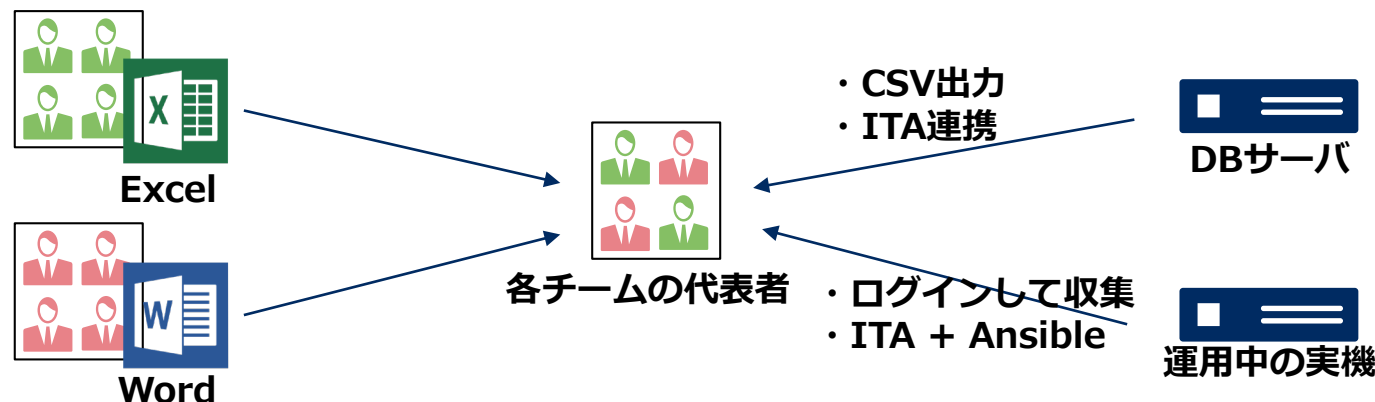 X
Excel
W
Word
各チームの代表者
・CSV出力
・ITA連携
DBサーバ
・ログインして収集
・ITA + Ansible
運用中の実機